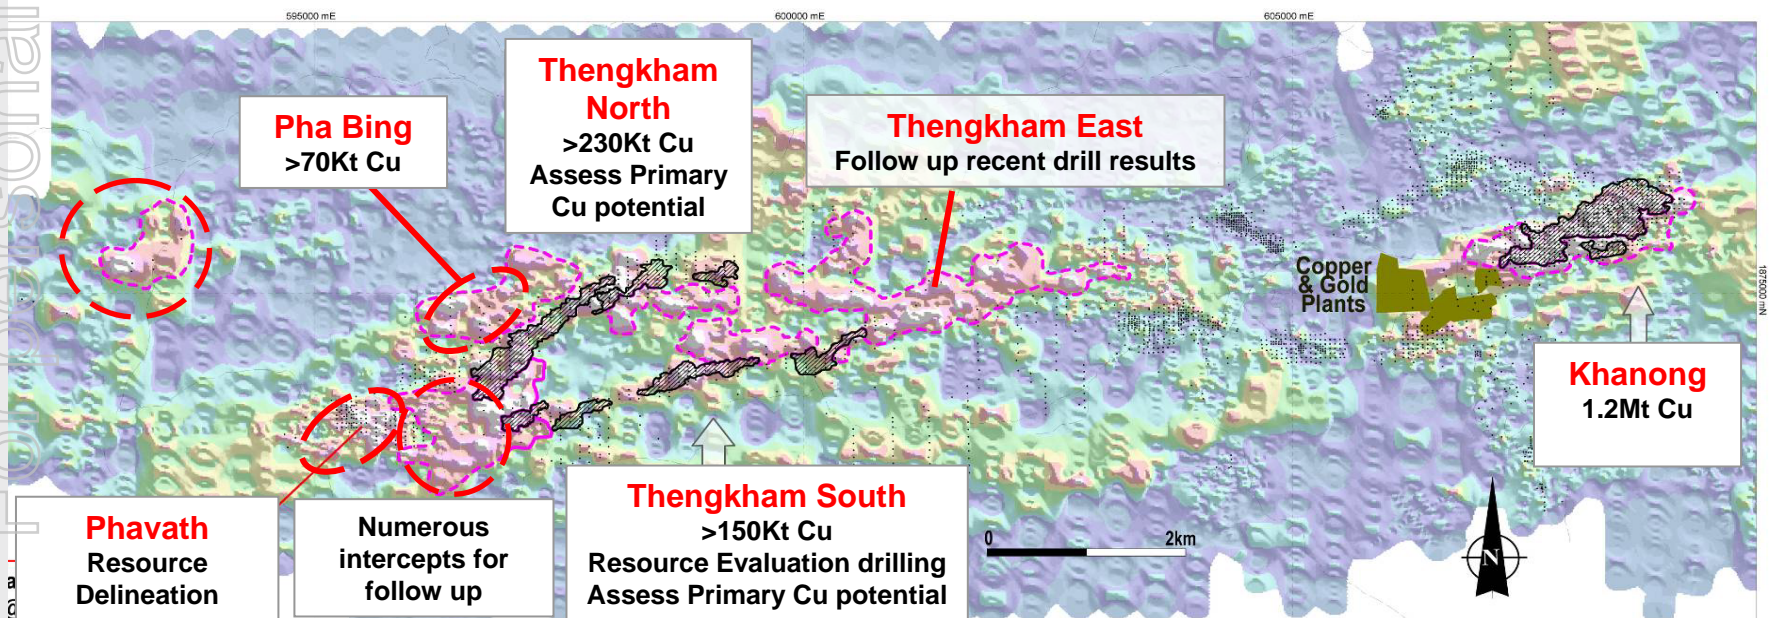 595000 mE
600000 mE
605000 mE
Thengkham
North
>230Kt Cu
Assess Primary
Cu potential
Pha Bing
>70Kt Cu
Thengkham East
Follow up recent drill results
Copper
& Gold
Plants
1875000 mN
Khanong
1.2Mt Cu
Phavath
Resource
Delineation
Numerous
intercepts for
follow up
Thengkham South
>150Kt Cu
Resource Evaluation drilling
Assess Primary Cu potential
0 2km
N